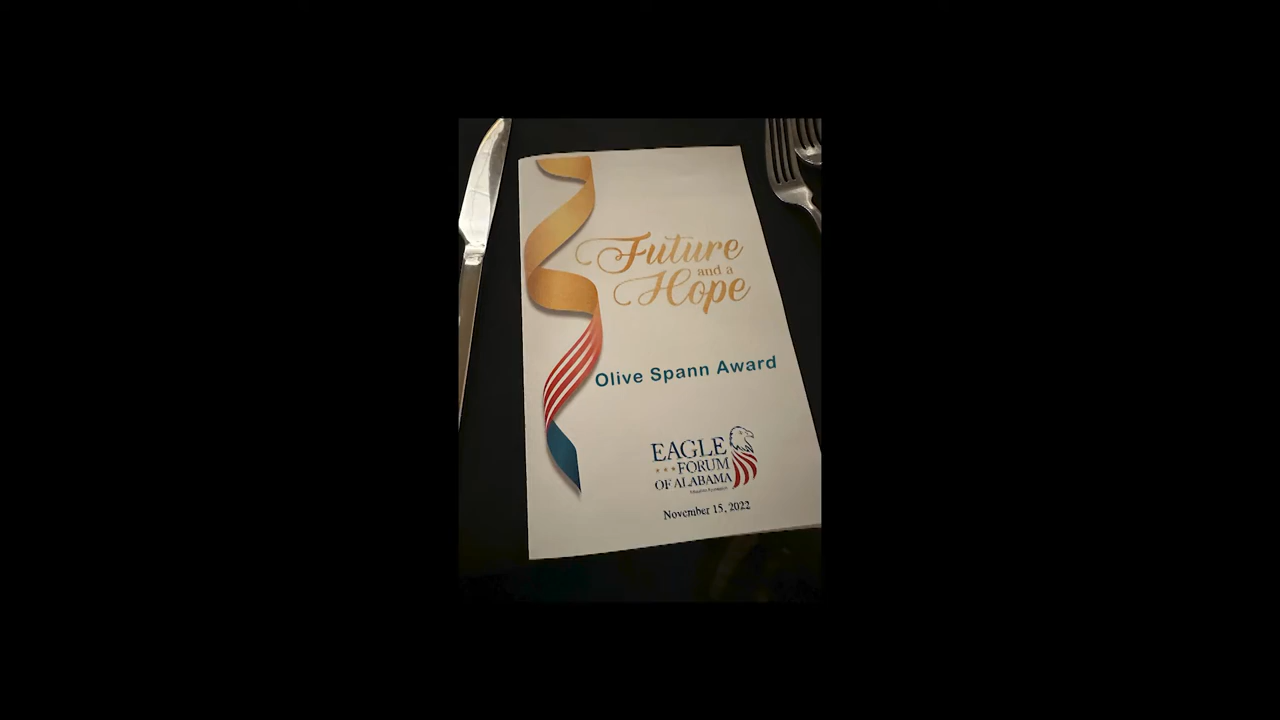 Future
and a
Hope
Olive Spann Award
EAGLE
FORUM
OF ALABAMA
November 15, 2022